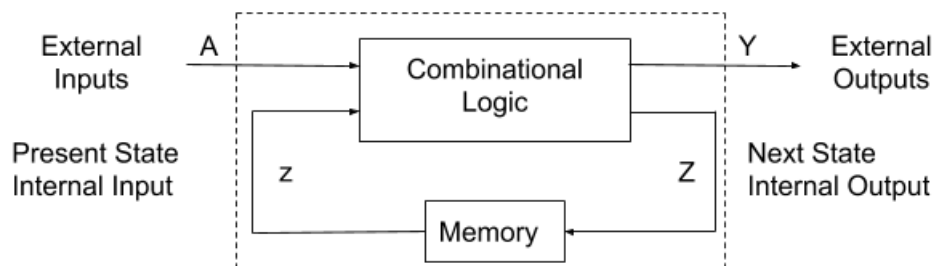 External
Inputs
A
Combinational
Logic
Y
External
Outputs
Present State
Internal Input
z
Z
Next State
Internal Output
Memory